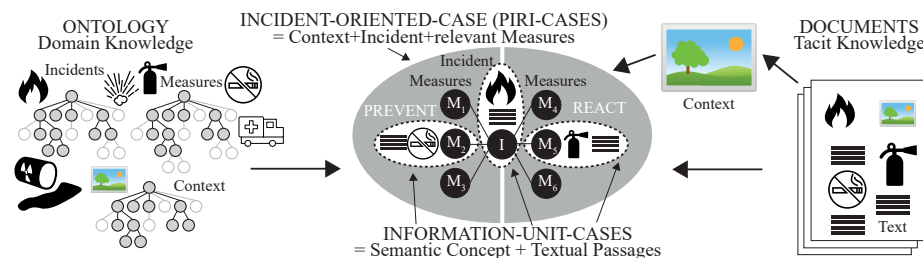 ONTOLOGY
Domain Knowledge
Incidents
Measures
Context
INCIDENT-ORIENTED-CASE (PIRI-CASES)
= Context+Incident+relevant Measures
Incident
Measures
Measures
PREVENT
REACT
M1
M4
M2
I
M5
M3
M6
INFORMATION-UNIT-CASES
= Semantic Concept + Textual Passages
Context
DOCUMENTS
Tacit Knowledge
Text